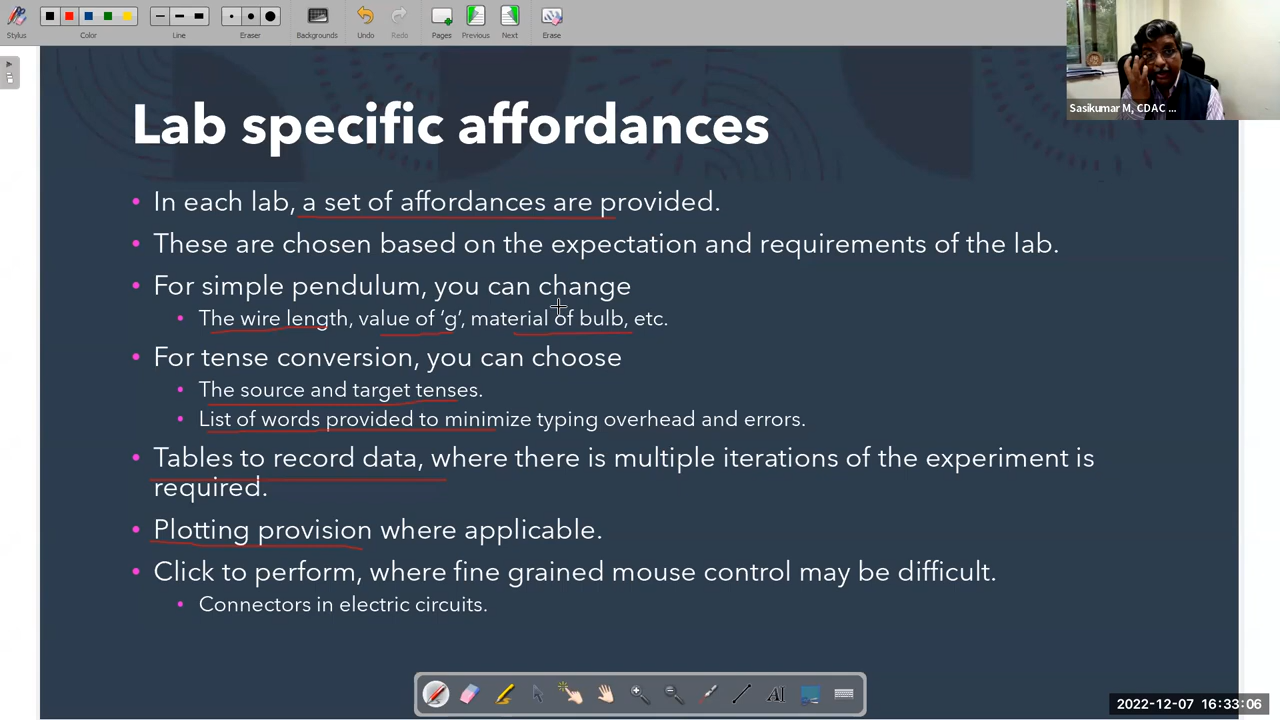 Stylus Color Line Eraser Backgrounds Undo Redo Pages Previous Next Erase
Sasikumar M, CDAC ...
Lab specific affordances
• In each lab, a set of affordances are provided.
• These are chosen based on the expectation and requirements of the lab.
• For simple pendulum, you can change
• The wire length, value of ‘g’, material of bulb, etc.
• For tense conversion, you can choose
• The source and target tenses.
• List of words provided to minimize typing overhead and errors.
• Tables to record data, where there is multiple iterations of the experiment is
required.
• Plotting provision where applicable.
• Click to perform, where fine grained mouse control may be difficult.
• Connectors in electric circuits.
AI
2022-12-07 16:33:06